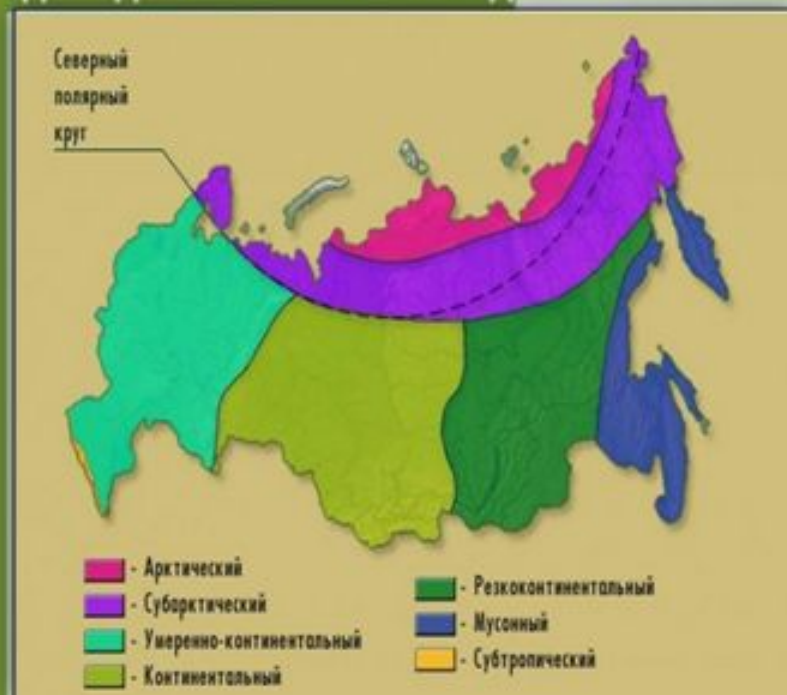 Северный
полярный
круг
- Арктический
- Субарктический
- Умеренно-континентальный
- Континентальный
- Резкоконтинентальный
- Мусонный
- Субтропический